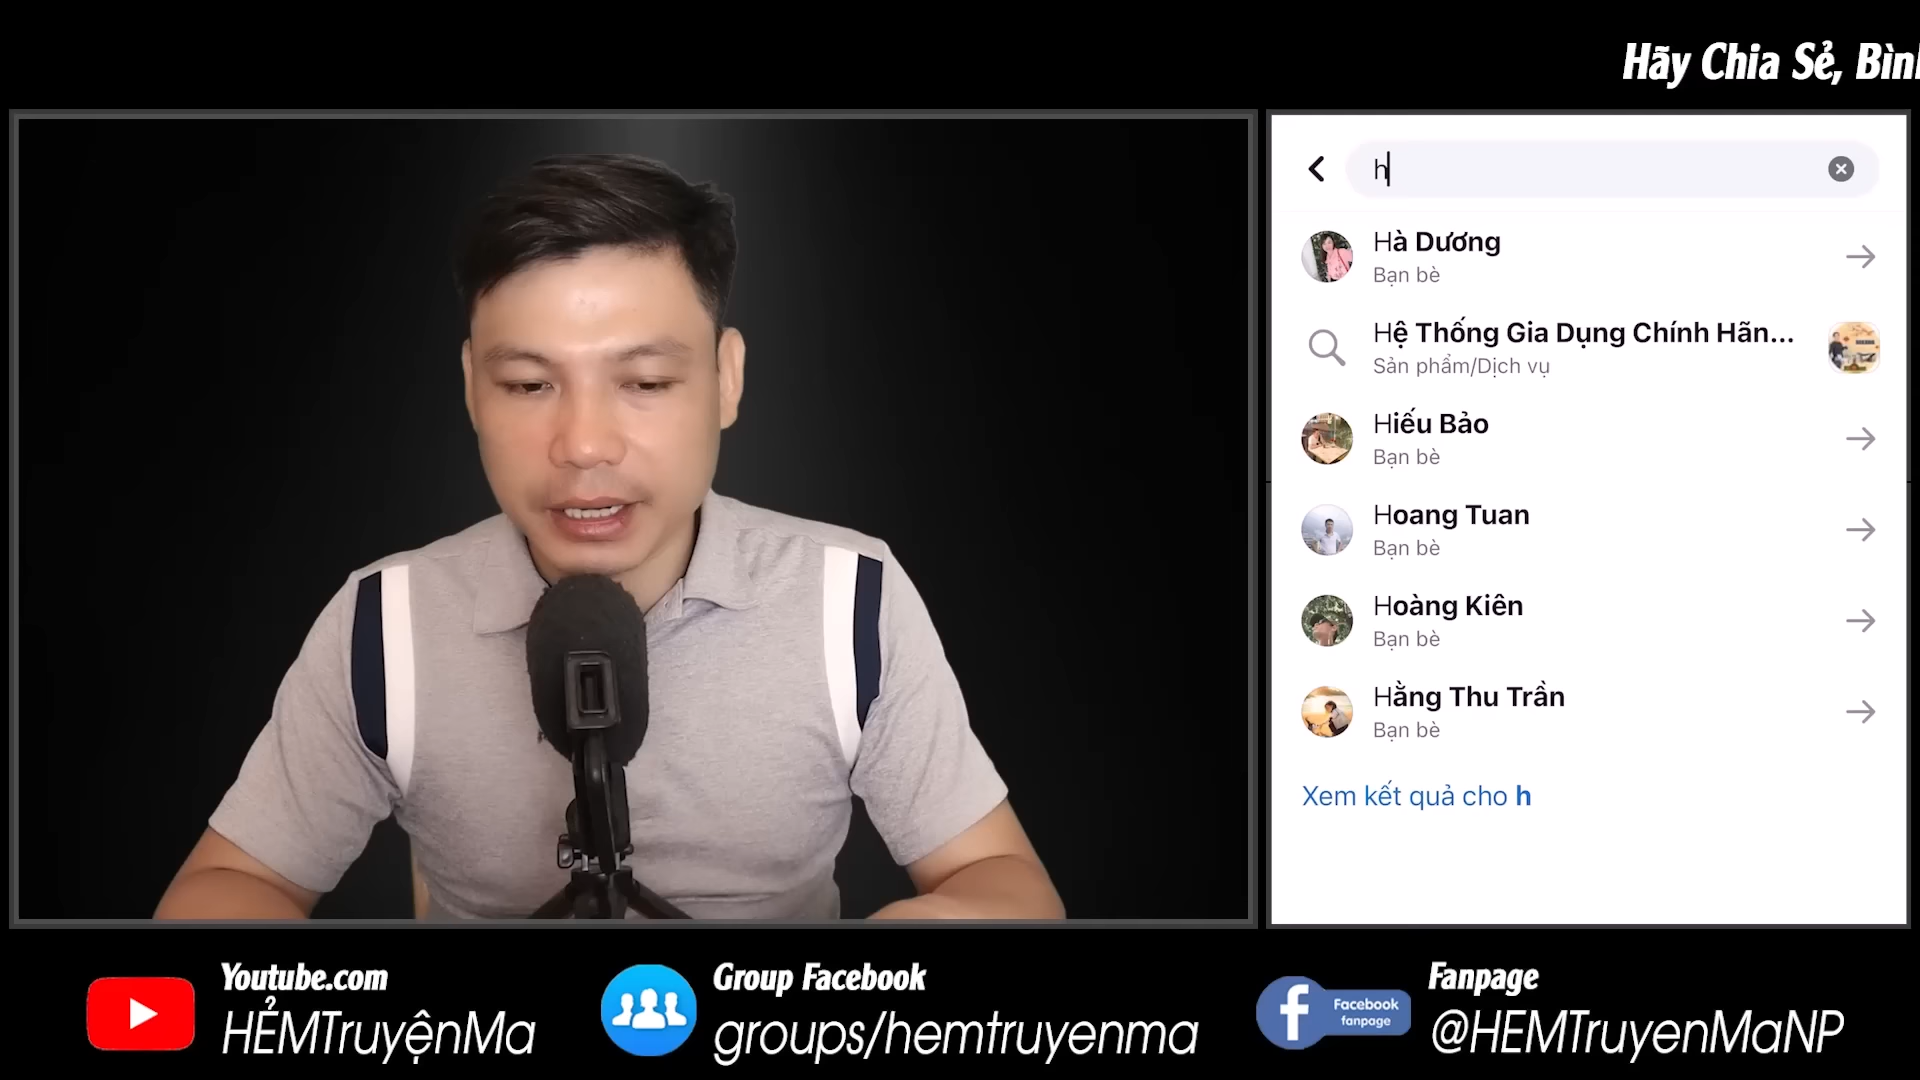 Hãy Chia Sẻ, Bìn
h
Hà Dương
Bạn bè
Hệ Thống Gia Dụng Chính Hãn...
Sản phẩm/Dịch vụ
Hiếu Bảo
Bạn bè
Hoang Tuan
Bạn bè
Hoàng Kiên
Bạn bè
Hằng Thu Trần
Bạn bè
Xem kết quả cho h
Youtube.com
HẺMTruyệnMa
Group Facebook
groups/hemtruyenma
Facebook
fanpage
Fanpage
@HEMTruyenMaNP